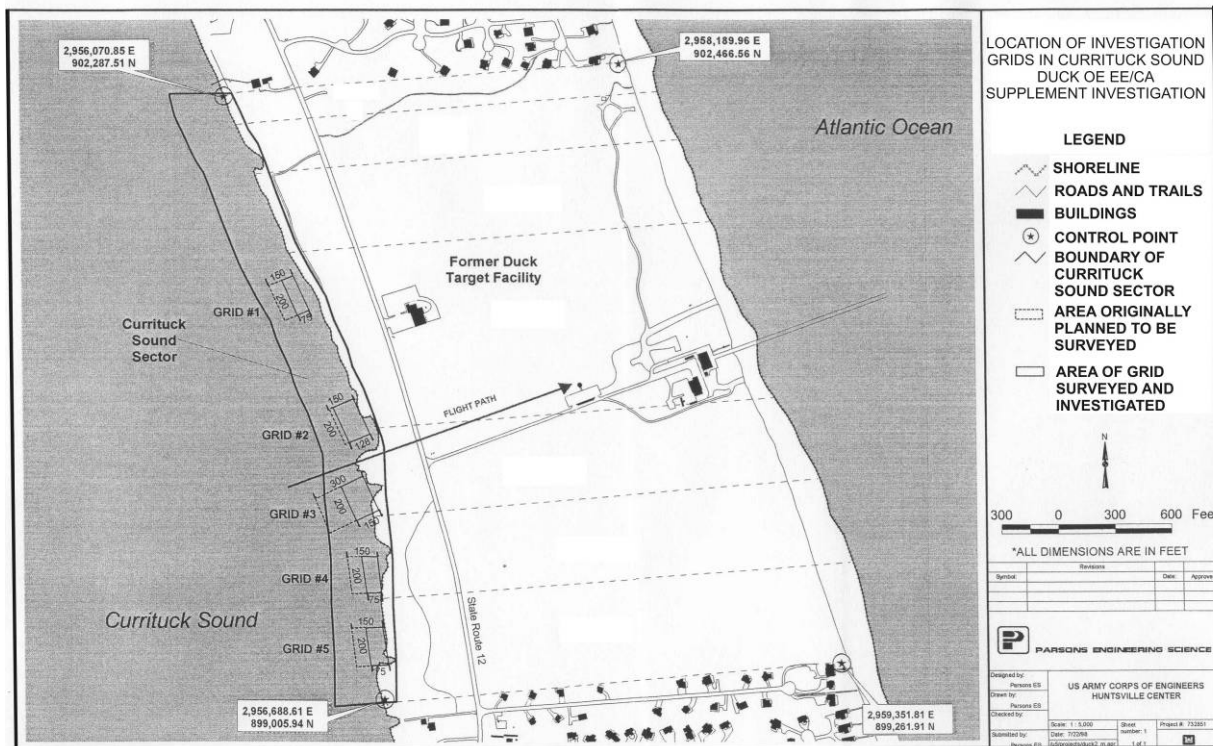 2,956,070.85 E
902,287.51 N
2,958,189.96 E
902,466.56 N
Atlantic Ocean
Former Duck
Target Facility
150
200
75
GRID #1
Currituck
Sound
Sector
150
200
128
GRID #2
FLIGHT PATH
300
200
150
GRID #3
150
200
75
GRID #4
150
200
75
GRID #5
Currituck Sound
State Route 12
2,956,688.61 E
899,005.94 N
2,959,351.81 E
899,261.91 N
LOCATION OF INVESTIGATION
GRIDS IN CURRITUCK SOUND
DUCK OE EE/CA
SUPPLEMENT INVESTIGATION
LEGEND
SHORELINE
ROADS AND TRAILS
BUILDINGS
CONTROL POINT
BOUNDARY OF
CURRITUCK
SOUND SECTOR
AREA ORIGINALLY
PLANNED TO BE
SURVEYED
AREA OF GRID
SURVEYED AND
INVESTIGATED
N
300 0 300 600 Fee
*ALL DIMENSIONS ARE IN FEET
Revisions
Symbol: Date: Approve
PARSONS ENGINEERING SCIENCE
Designed by:
Parsons ES
Drawn by:
Parsons ES
Checked by:
Submitted by:
Parsons ES
US ARMY CORPS OF ENGINEERS
HUNTSVILLE CENTER
Scale: 1 : 5,000
Sheet
number: 1
Project #: 732851
Date: 7/22/98
1 of 1